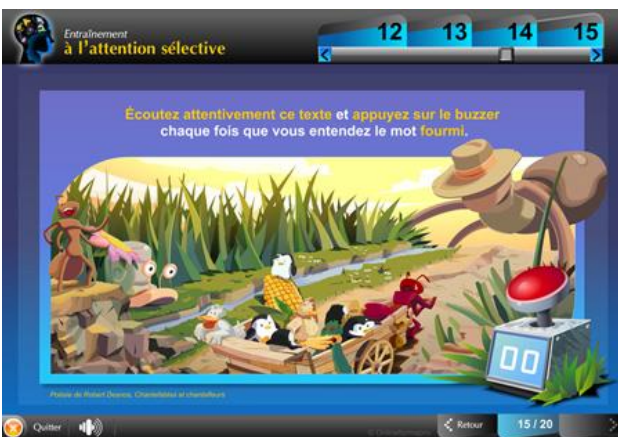 Entraînement
à l'attention sélective
12 13 14 15
Écoutez attentivement ce texte et appuyez sur le buzzer
chaque fois que vous entendez le mot fourmi.
00
Poésie de Robert Desnos, Chantefables et chantefleurs
Quitter
Retour
15 / 20